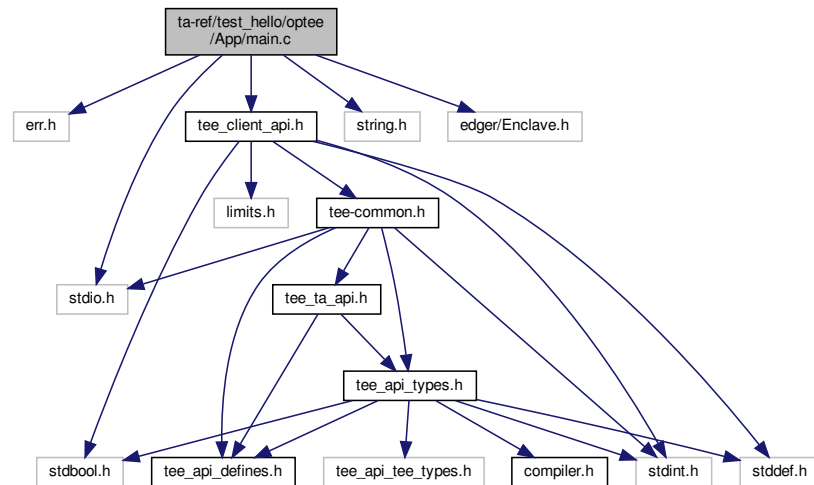 ta-ref/test_hello/optee
/App/main.c
err.h
tee_client_api.h
string.h
edger/Enclave.h
limits.h
tee-common.h
stdio.h
tee_ta_api.h
tee_api_types.h
stdbool.h
tee_api_defines.h
tee_api_tee_types.h
compiler.h
stdint.h
stddef.h